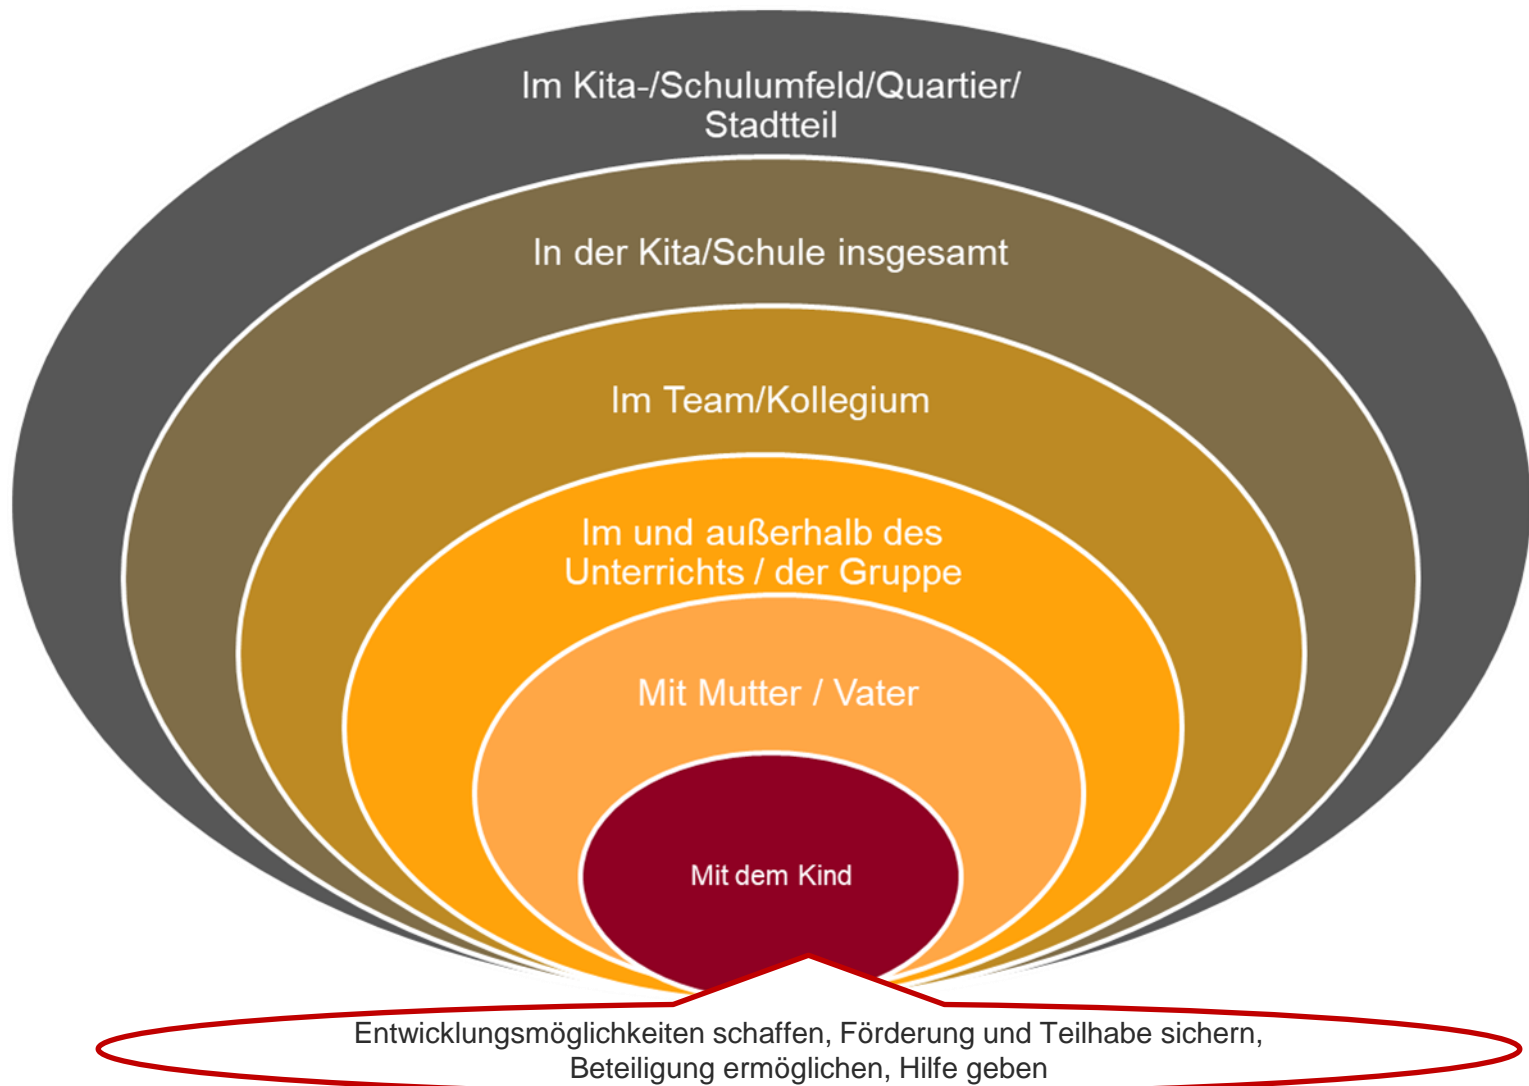 Im Kita-/Schulumfeld/Quartier/
Stadtteil
In der Kita/Schule insgesamt
Im Team/Kollegium
Im und außerhalb des
Unterrichts / der Gruppe
Mit Mutter / Vater
Mit dem Kind
Entwicklungsmöglichkeiten schaffen, Förderung und Teilhabe sichern,
Beteiligung ermöglichen, Hilfe geben